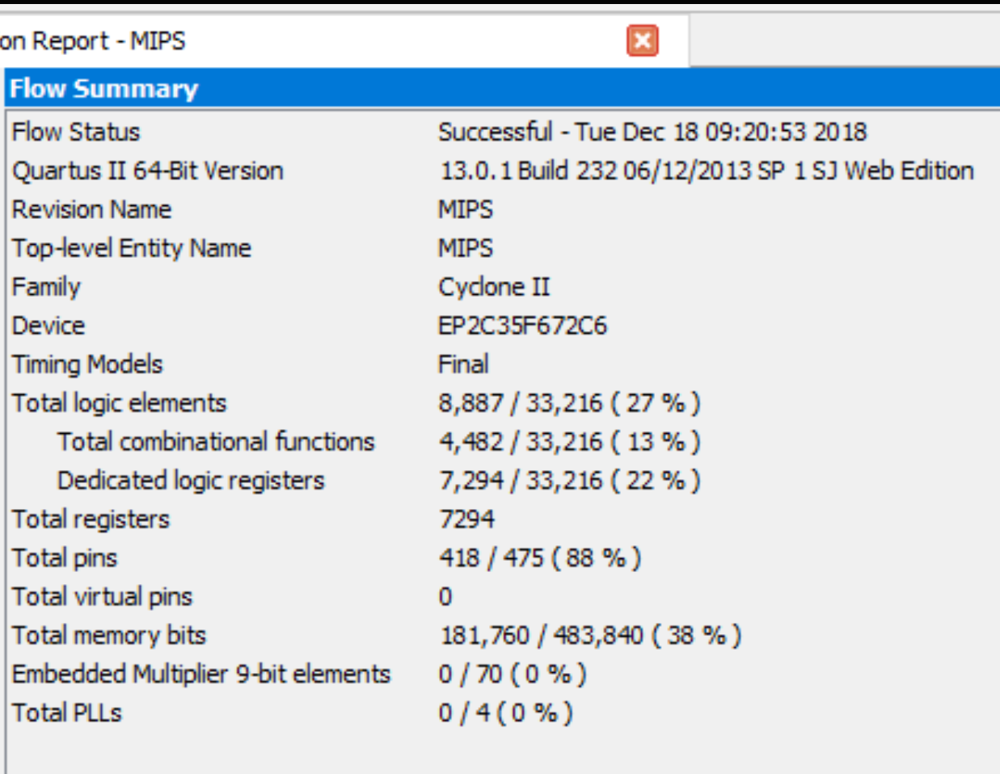 on Report - MIPS
Flow Summary
Flow Status Successful - Tue Dec 18 09:20:53 2018
Quartus II 64-Bit Version 13.0.1 Build 232 06/12/2013 SP 1 SJ Web Edition
Revision Name MIPS
Top-level Entity Name MIPS
Family Cyclone II
Device EP2C35F672C6
Timing Models Final
Total logic elements 8,887 / 33,216 ( 27 % )
Total combinational functions 4,482 / 33,216 ( 13 % )
Dedicated logic registers 7,294 / 33,216 ( 22 % )
Total registers 7294
Total pins 418 / 475 ( 88 % )
Total virtual pins 0
Total memory bits 181,760 / 483,840 ( 38 % )
Embedded Multiplier 9-bit elements 0 / 70 ( 0 % )
Total PLLs 0 / 4 ( 0 % )